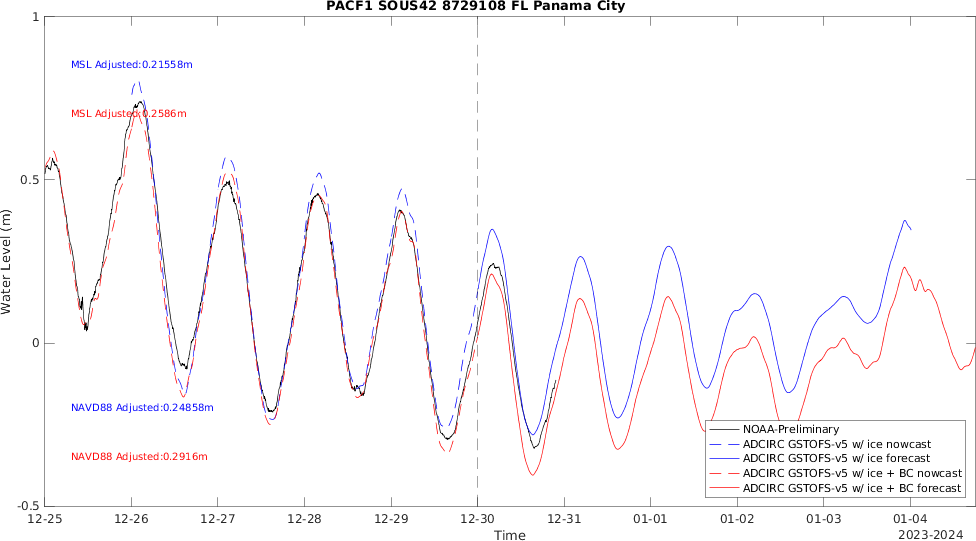 PACF1 SOUS42 8729108 FL Panama City
Water Level (m)
1
0.5
0
-0.5
MSL Adjusted:0.21558m
MSL Adjusted:0.2586m
NAVD88 Adjusted:0.24858m
NAVD88 Adjusted:0.2916m
NOAA-Preliminary
ADCIRC GSTOFS-v5 w/ ice nowcast
ADCIRC GSTOFS-v5 w/ ice forecast
ADCIRC GSTOFS-v5 w/ ice + BC nowcast
ADCIRC GSTOFS-v5 w/ ice + BC forecast
12-25 12-26 12-27 12-28 12-29 12-30 12-31 01-01 01-02 01-03 01-04
Time
2023-2024